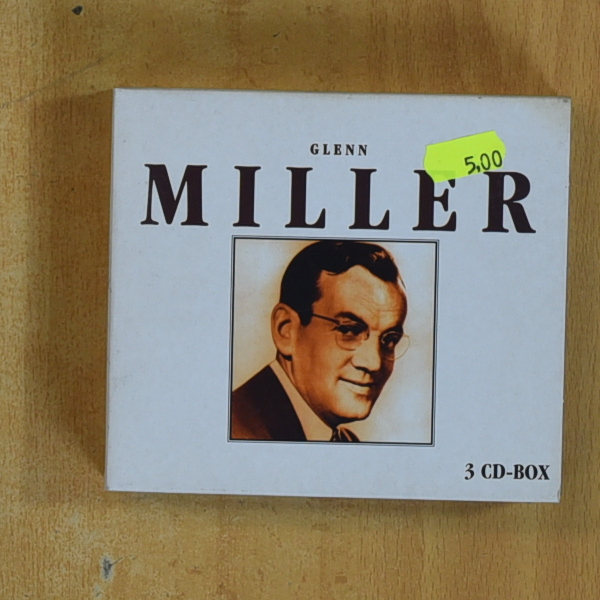 GLENN
5,00
MILLER
3 CD-BOX